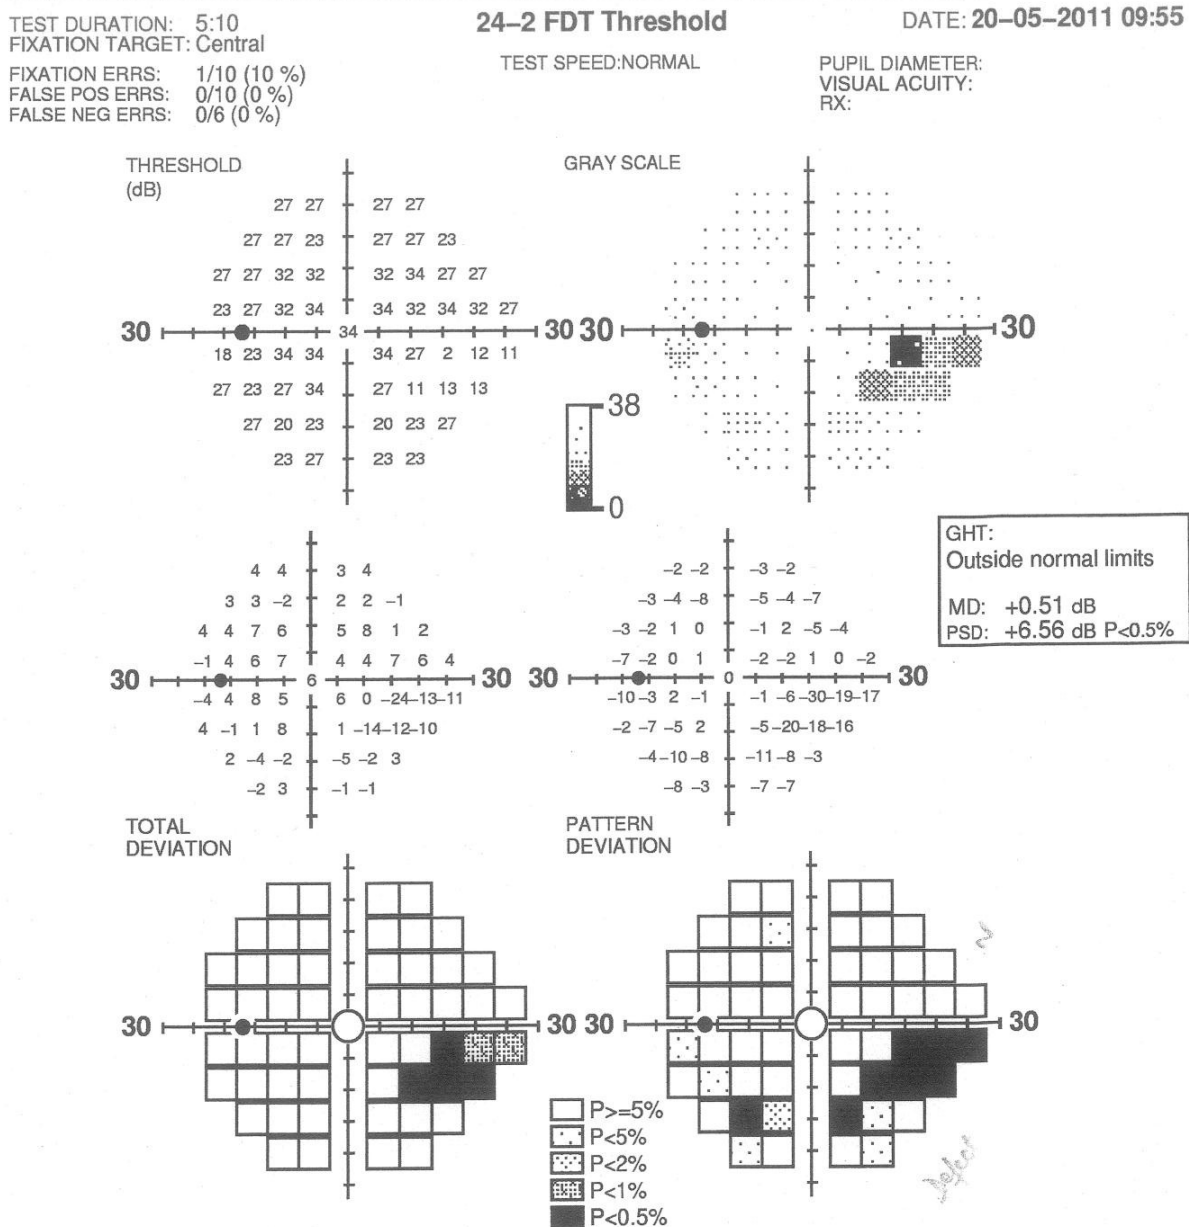 TEST DURATION: 5:10
FIXATION TARGET: Central
FIXATION ERRS: 1/10 (10 %)
FALSE POS ERRS: 0/10 (0 %)
FALSE NEG ERRS: 0/6 (0 %)
24–2 FDT Threshold
TEST SPEED:NORMAL
DATE: 20–05–2011 09:55
PUPIL DIAMETER:
VISUAL ACUITY:
RX:
THRESHOLD
(dB)
27 27 27 27
27 27 23 27 27 23
27 27 32 32 32 34 27 27
23 27 32 34 34 32 34 32 27
30 34 30
18 23 34 34 34 27 2 12 11
27 23 27 34 27 11 13 13
27 20 23 20 23 27
23 27 23 23
GRAY SCALE
30 30
38
0
4 4 3 4
3 3 –2 2 2 –1
4 4 7 6 5 8 1 2
–1 4 6 7 4 4 7 6 4
30 6 30
–4 4 8 5 6 0 –24–13–11
4 –1 1 8 1 –14–12–10
2 –4 –2 –5 –2 3
–2 3 –1 –1
TOTAL
DEVIATION
–2 –2 –3 –2
–3 –4 –8 –5 –4 –7
–3 –2 1 0 –1 2 –5 –4
–7 –2 0 1 –2 –2 1 0 –2
30 0 30
–10 –3 2 –1 –1 –6 –30–19–17
–2 –7 –5 2 –5 –20–18–16
–4 –10 –8 –11 –8 –3
–8 –3 –7 –7
PATTERN
DEVIATION
GHT:
Outside normal limits
MD: +0.51 dB
PSD: +6.56 dB P<0.5%
30 30
30 30
P>=5%
P<5%
P<2%
P<1%
P<0.5%